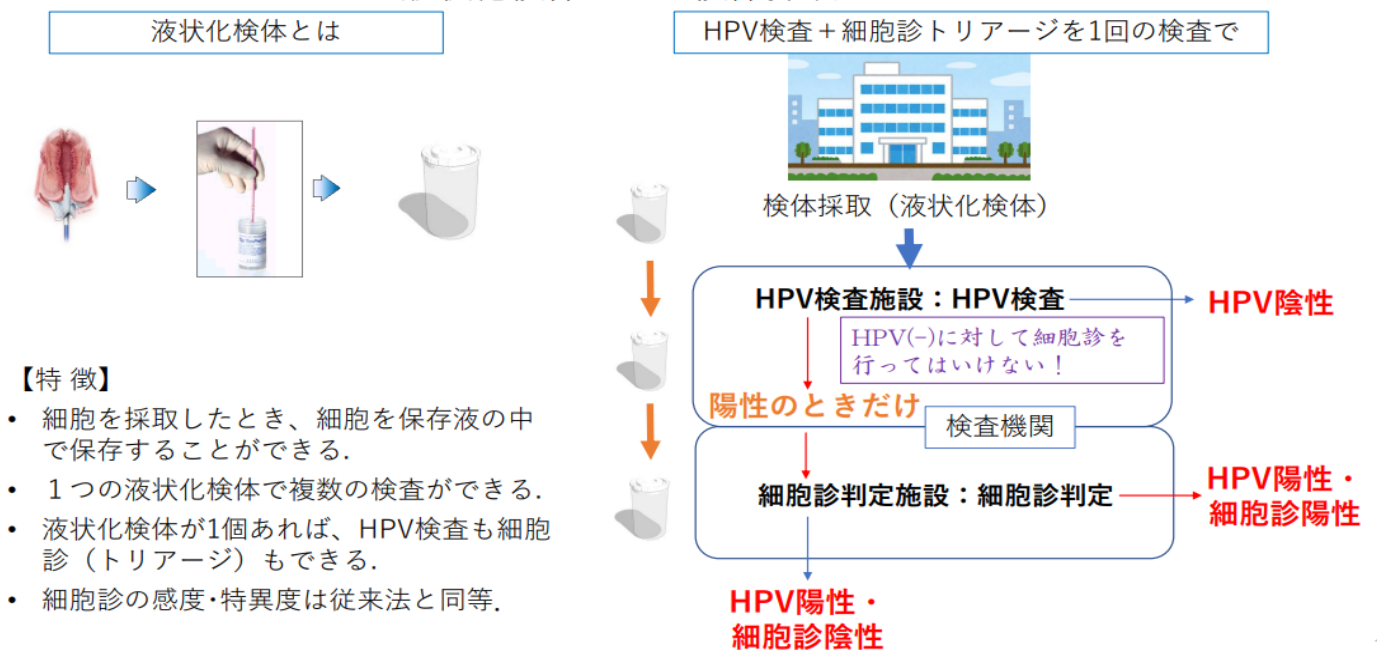 液状化検体とは
【特 徴】
• 細胞を採取したとき、細胞を保存液の中
で保存することができる.
• １つの液状化検体で複数の検査ができる.
• 液状化検体が1個あれば、HPV検査も細胞
診（トリアージ）もできる.
• 細胞診の感度･特異度は従来法と同等.
HPV検査＋細胞診トリアージを1回の検査で
検体採取（液状化検体）
HPV検査施設：HPV検査
HPV陰性
HPV(-)に対して細胞診を
行ってはいけない！
陽性のときだけ
検査機関
細胞診判定施設：細胞診判定
HPV陽性・
細胞診陽性
HPV陽性・
細胞診陰性